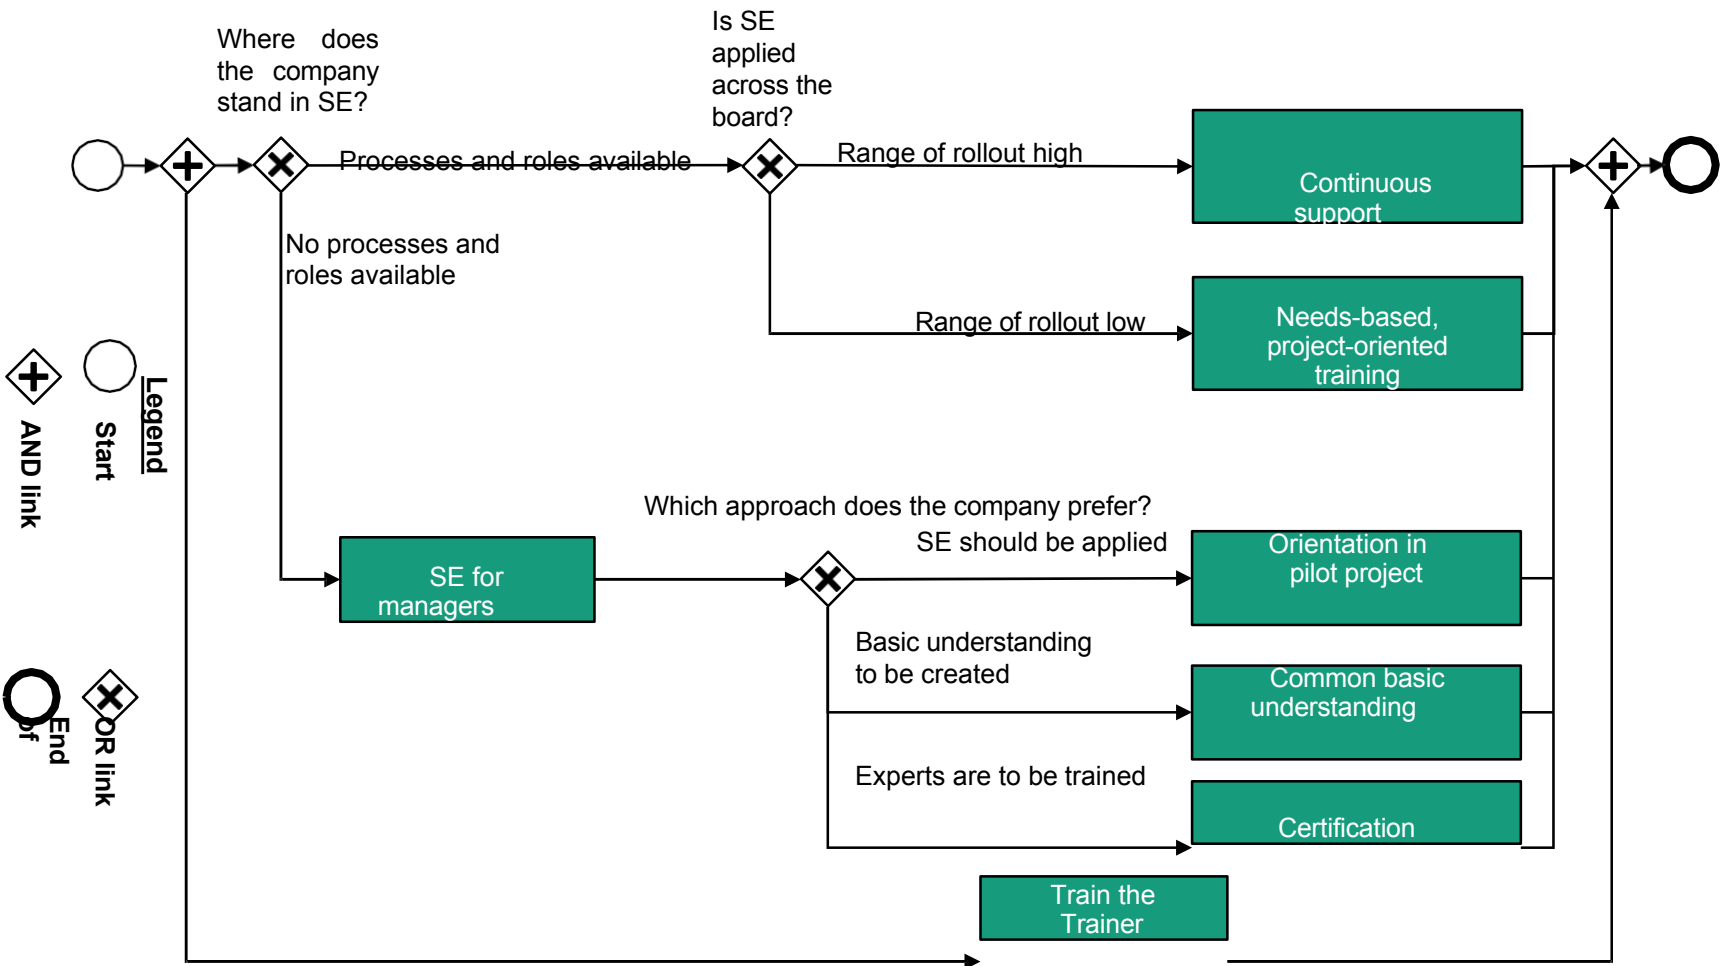 Where does
the company
stand in SE?
Is SE
applied
across the
board?
Processes and roles available
Range of rollout high
Continuous
support
No processes and
roles available
Range of rollout low
Needs-based,
project-oriented
training
Legend
Start
AND link
Which approach does the company prefer?
SE should be applied
Orientation in
pilot project
SE for
managers
Basic understanding
to be created
Common basic
understanding
Experts are to be trained
Certification
OR link
End
of
Train the
Trainer